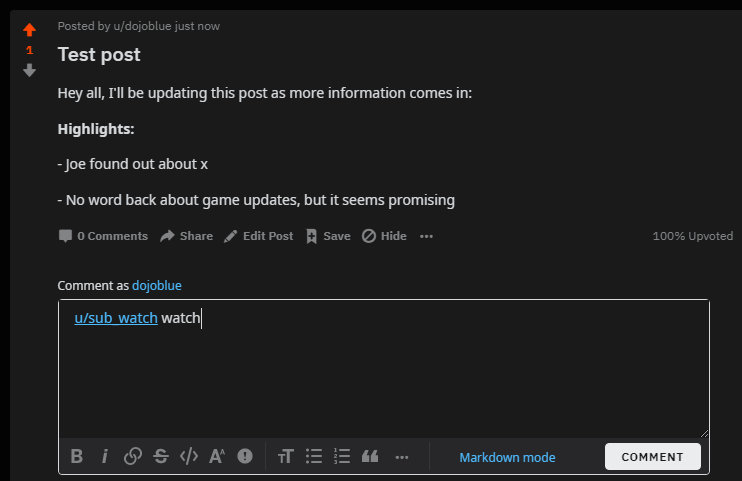 Posted by u/dojoblue just now
1
Test post
Hey all, I'll be updating this post as more information comes in:
Highlights:
- Joe found out about x
- No word back about game updates, but it seems promising
0 Comments Share Edit Post Save Hide ... 100% Upvoted
Comment as dojoblue
u/sub_watch watch
B i S </> A^A T T ... Markdown mode COMMENT